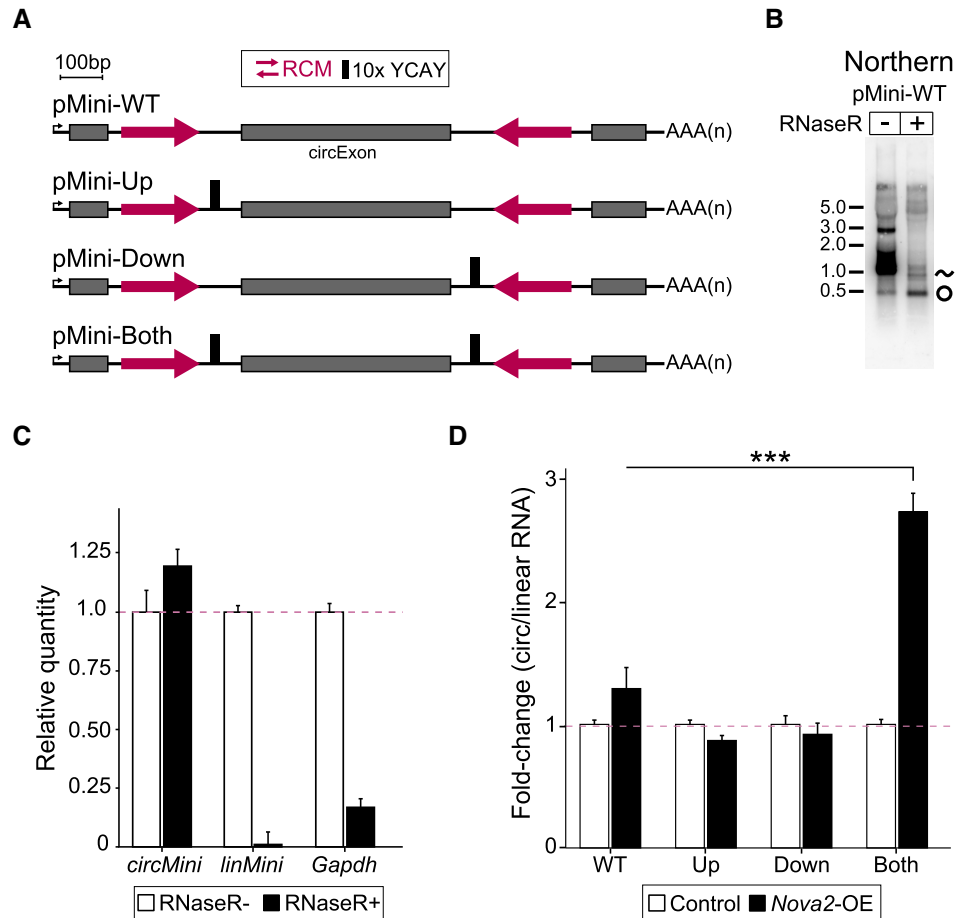 A
100bp
RCM 10x YCAY
pMini-WT
circExon
AAA(n)
pMini-Up
AAA(n)
pMini-Down
AAA(n)
pMini-Both
AAA(n)
B
Northern
pMini-WT
RNaseR - +
5.0
3.0
2.0
1.0 ~
0.5 O
C
Relative quantity
1.25
1.0
0.75
0.50
0.25
0
circMini linMini Gapdh
RNaseR- RNaseR+
D
Fold-change (circ/linear RNA)
***
3
2
1
0
WT Up Down Both
Control Nova2-OE